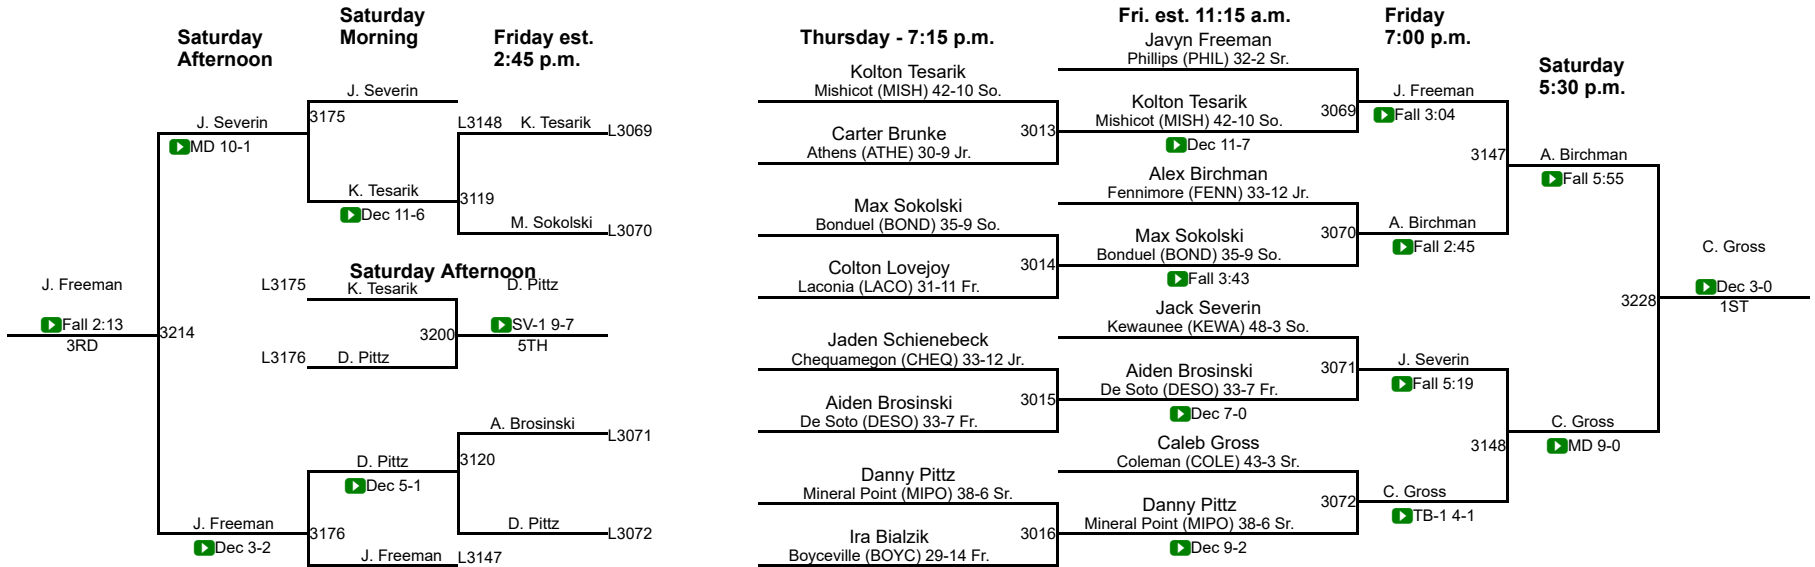 Saturday
Afternoon
Saturday
Morning
Friday est.
2:45 p.m.
J. Severin
3175
L3148
K. Tesarik
L3069
J. Severin
MD 10-1
K. Tesarik
3119
Dec 11-6
M. Sokolski
L3070
Saturday Afternoon
J. Freeman
L3175
K. Tesarik
D. Pittz
Fall 2:13
3214
3200
SV-1 9-7
3RD
5TH
L3176
D. Pittz
A. Brosinski
L3071
D. Pittz
3120
Dec 5-1
J. Freeman
3176
D. Pittz
L3072
Dec 3-2
J. Freeman
L3147
Thursday - 7:15 p.m.
Fri. est. 11:15 a.m.
Friday
7:00 p.m.
Saturday
5:30 p.m.
Kolton Tesarik
Mishicot (MISH) 42-10 So.
3013
Carter Brunke
Athens (ATHE) 30-9 Jr.
Max Sokolski
Bonduel (BOND) 35-9 So.
3014
Colton Lovejoy
Laconia (LACO) 31-11 Fr.
Jaden Schienebeck
Chequamegon (CHEQ) 33-12 Jr.
3015
Aiden Brosinski
De Soto (DESO) 33-7 Fr.
Danny Pittz
Mineral Point (MIPO) 38-6 Sr.
3016
Ira Bialzik
Boyceville (BOYC) 29-14 Fr.
Javyn Freeman
Phillips (PHIL) 32-2 Sr.
Kolton Tesarik
3069
Mishicot (MISH) 42-10 So.
Dec 11-7
Alex Birchman
Fennimore (FENN) 33-12 Jr.
Max Sokolski
3070
Bonduel (BOND) 35-9 So.
Fall 3:43
Jack Severin
Kewaunee (KEWA) 48-3 So.
Aiden Brosinski
3071
De Soto (DESO) 33-7 Fr.
Dec 7-0
Caleb Gross
Coleman (COLE) 43-3 Sr.
Danny Pittz
3072
Mineral Point (MIPO) 38-6 Sr.
Dec 9-2
J. Freeman
Fall 3:04
3147
A. Birchman
Fall 2:45
J. Severin
Fall 5:19
3148
C. Gross
TB-1 4-1
A. Birchman
Fall 5:55
3228
C. Gross
MD 9-0
C. Gross
Dec 3-0
1ST